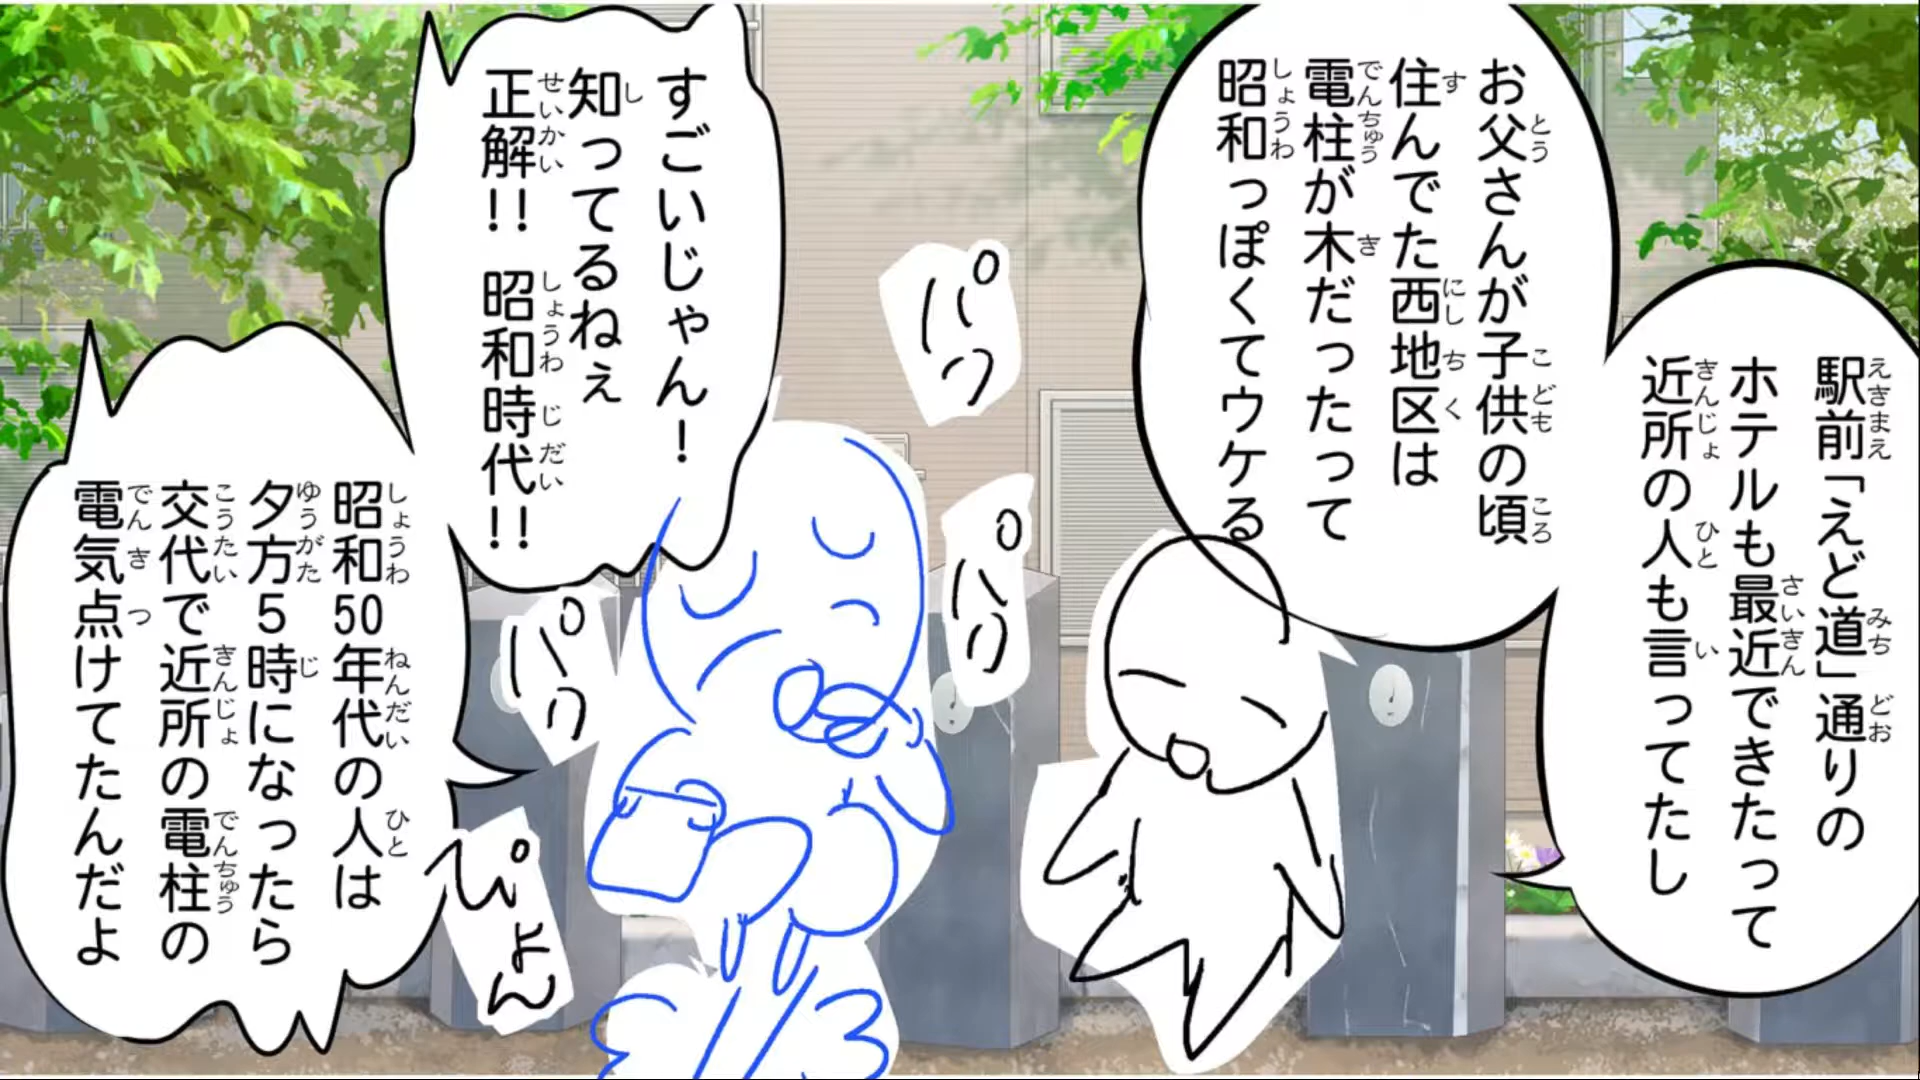 駅前「えど道」通りの
ホテルも最近できたって
近所の人も言ってたし
お父さんが子供の頃
住んでた西地区は
電柱が木だったって
昭和っぽくてウケる
パク
パク
パク
すごいじゃん!
知ってるねぇ
正解!! 昭和時代!!
昭和50年代の人は
夕方5時になったら
交代で近所の電柱の
電気点けてたんだよ
ぴょん